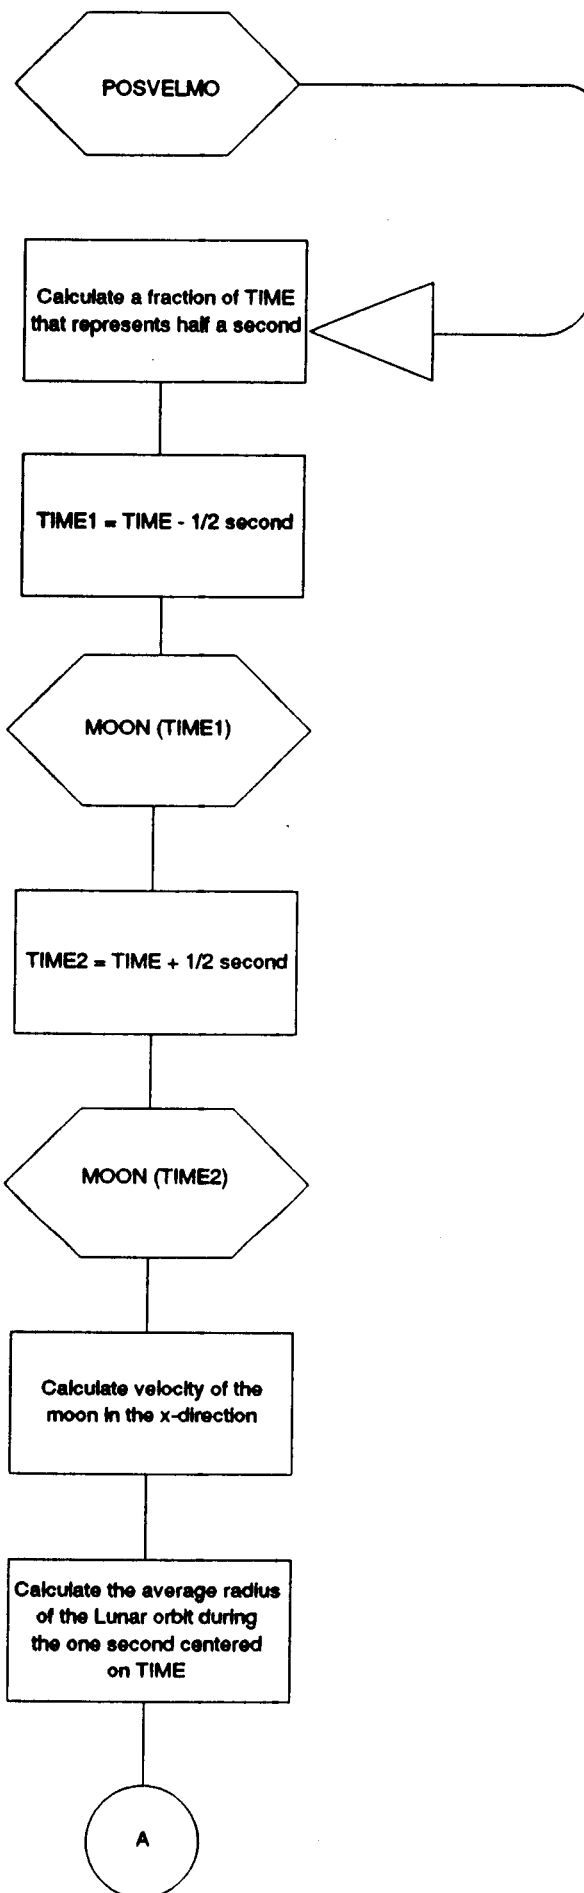 POSVELMO
Calculate a fraction of TIME
that represents half a second
TIME1 = TIME - 1/2 second
MOON (TIME1)
TIME2 = TIME + 1/2 second
MOON (TIME2)
Calculate velocity of the
moon in the x-direction
Calculate the average radius
of the Lunar orbit during
the one second centered
on TIME
A